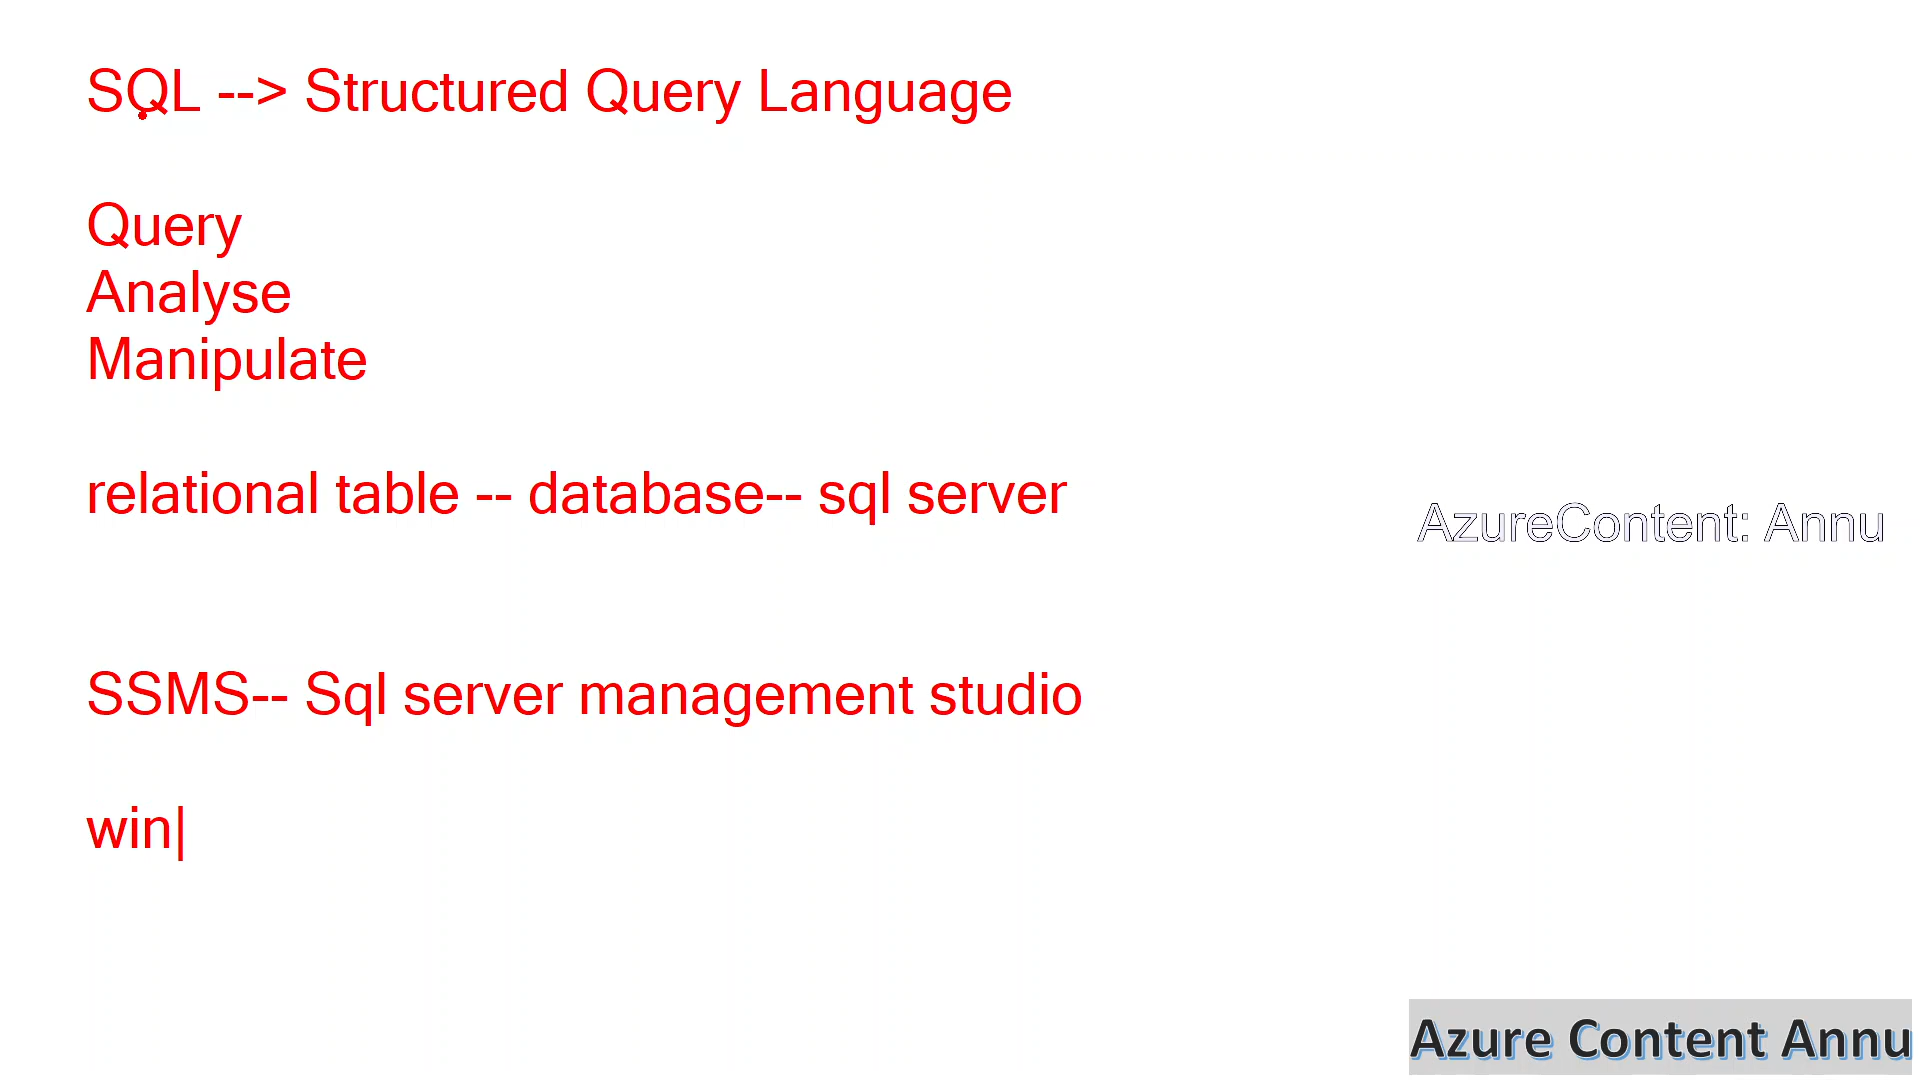 SQL --> Structured Query Language
Query
Analyse
Manipulate
relational table -- database-- sql server
AzureContent: Annu
SSMS-- Sql server management studio
win
Azure Content Annu